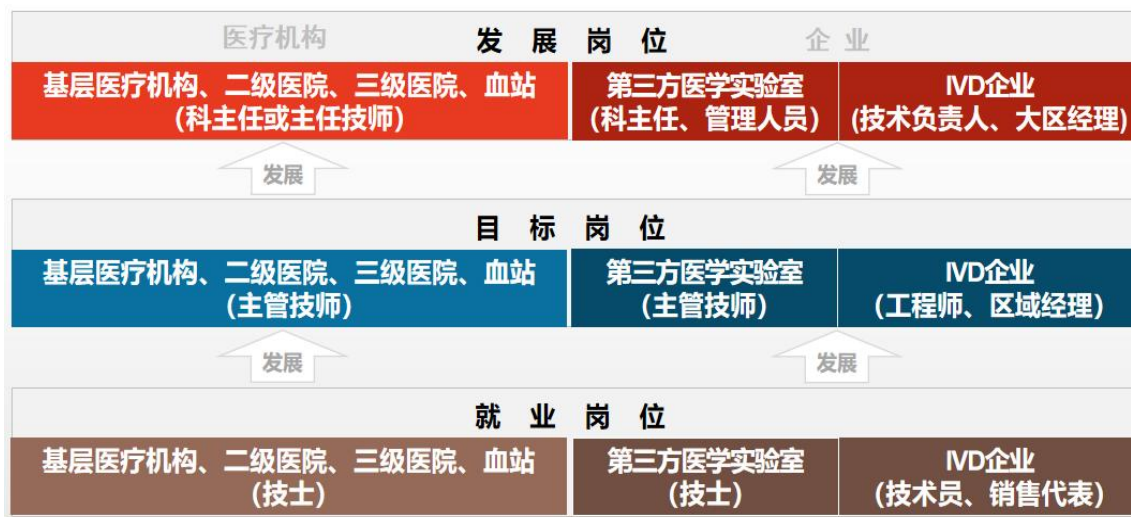 医疗机构 发展岗位 企业
基层医疗机构、二级医院、三级医院、血站 第三方医学实验室 IVD企业
(科主任或主任技师) (科主任、管理人员) (技术负责人、大区经理)
发展 发展
目标岗位
基层医疗机构、二级医院、三级医院、血站 第三方医学实验室 IVD企业
(主管技师) (主管技师) (工程师、区域经理)
发展 发展
就业岗位
基层医疗机构、二级医院、三级医院、血站 第三方医学实验室 IVD企业
(技士) (技士) (技术员、销售代表)